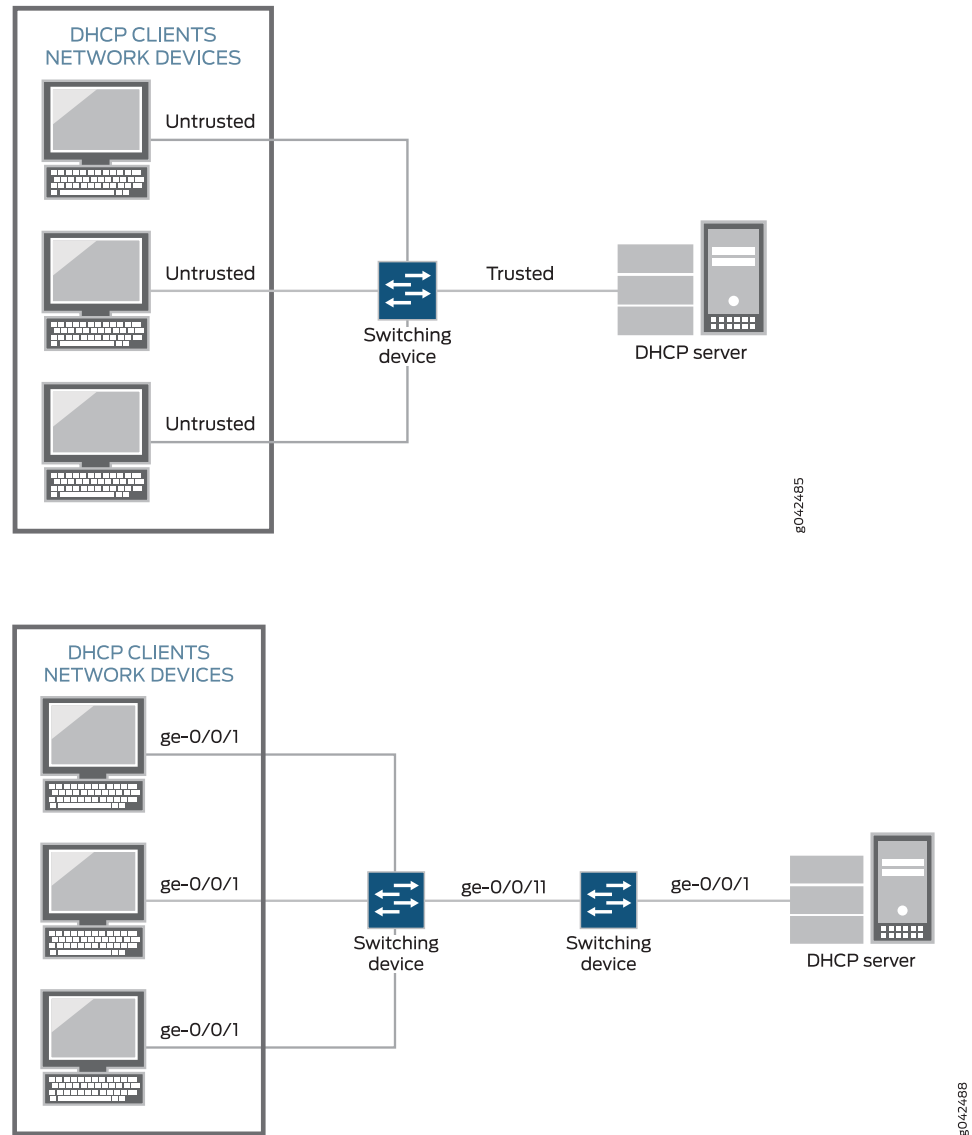 DHCP CLIENTS
NETWORK DEVICES
Untrusted
Untrusted
Trusted
Switching
device
DHCP server
Untrusted
g042485
DHCP CLIENTS
NETWORK DEVICES
ge-0/0/1
ge-0/0/1
ge-0/0/11
ge-0/0/1
Switching
device
Switching
device
DHCP server
ge-0/0/1
g042488